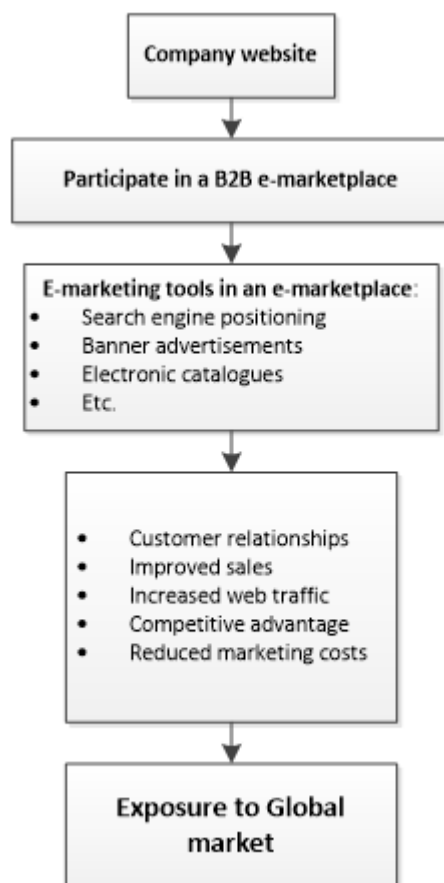 Company website
Participate in a B2B e-marketplace
E-marketing tools in an e-marketplace:
• Search engine positioning
• Banner advertisements
• Electronic catalogues
• Etc.
• Customer relationships
• Improved sales
• Increased web traffic
• Competitive advantage
• Reduced marketing costs
Exposure to Global
market